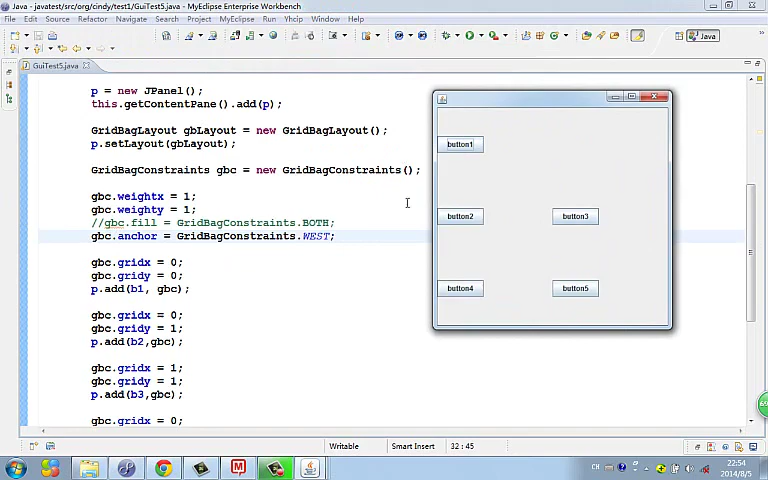 Java - javatest/src/org/cindy/test1/GuiTest5.java - MyEclipse Enterprise Workbench
File Edit Source Refactor Navigate Search Project MyEclipse Run Yhcip Window Help
Java
GuiTest5.java
p = new JPanel();
this.getContentPane().add(p);
GridBagLayout gbLayout = new GridBagLayout();
p.setLayout(gbLayout);
GridBagConstraints gbc = new GridBagConstraints();
gbc.weightx = 1;
gbc.weighty = 1;
//gbc.fill = GridBagConstraints.BOTH;
gbc.anchor = GridBagConstraints.WEST;
gbc.gridx = 0;
gbc.gridy = 0;
p.add(b1, gbc);
gbc.gridx = 0;
gbc.gridy = 1;
p.add(b2,gbc);
gbc.gridx = 1;
gbc.gridy = 1;
p.add(b3,gbc);
gbc.gridx = 0;
button1
button2 button3
button4 button5
Writable Smart Insert 32 : 45
CH
22:54
2014/8/5